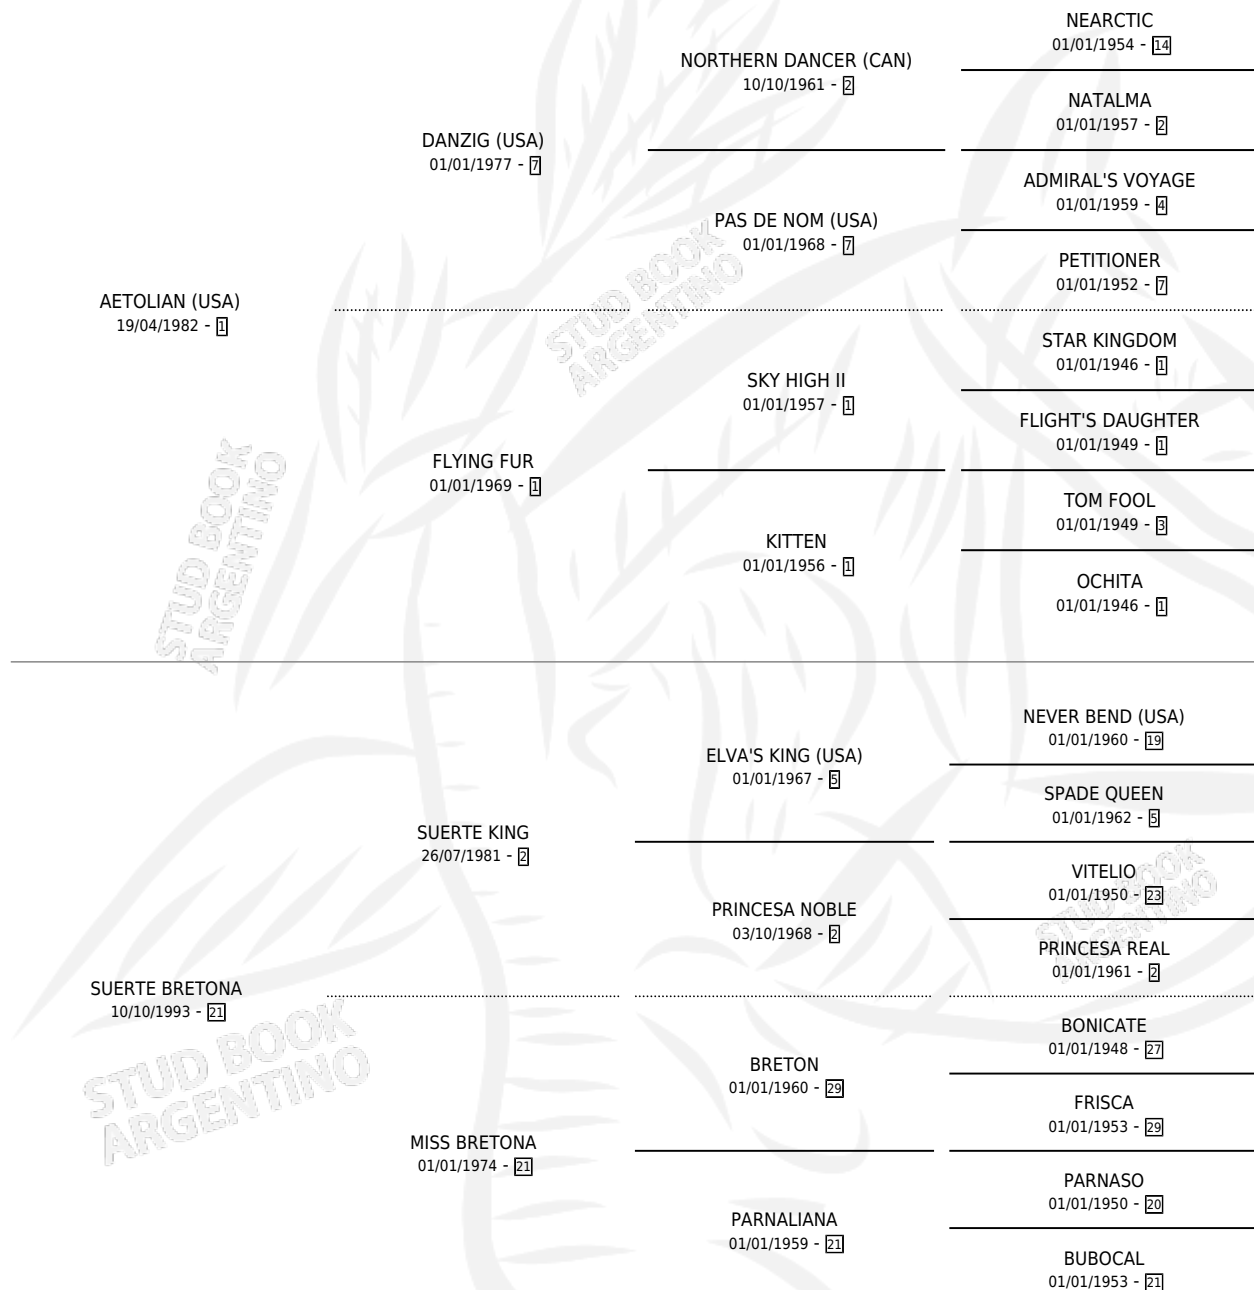 NEARCTIC
01/01/1954 - 14
NORTHERN DANCER (CAN)
10/10/1961 - 2
NATALMA
01/01/1957 - 2
DANZIG (USA)
01/01/1977 - 7
ADMIRAL'S VOYAGE
01/01/1959 - 4
PAS DE NOM (USA)
01/01/1968 - 7
PETITIONER
01/01/1952 - 7
AETOLIAN (USA)
19/04/1982 - 1
STUD BOOK
ARGENTINO
STAR KINGDOM
01/01/1946 - 1
SKY HIGH II
01/01/1957 - 1
FLIGHT'S DAUGHTER
01/01/1949 - 1
FLYING FUR
01/01/1969 - 1
TOM FOOL
01/01/1949 - 3
KITTEN
01/01/1956 - 1
OCHITA
01/01/1946 - 1
STUD BOOK
ARGENTINO
NEVER BEND (USA)
01/01/1960 - 19
ELVA'S KING (USA)
01/01/1967 - 5
SPADE QUEEN
01/01/1962 - 5
SUERTE KING
26/07/1981 - 2
VITELIO
01/01/1950 - 23
PRINCESA NOBLE
03/10/1968 - 2
STUD BOOK
ARGENTINO
PRINCESA REAL
01/01/1961 - 2
SUERTE BRETONA
10/10/1993 - 21
BONICATE
01/01/1948 - 27
BRETON
01/01/1960 - 29
FRISCA
01/01/1953 - 29
STUD BOOK
ARGENTINO
MISS BRETONA
01/01/1974 - 21
PARNASO
01/01/1950 - 20
PARNALIANA
01/01/1959 - 21
BUBOCAL
01/01/1953 - 21